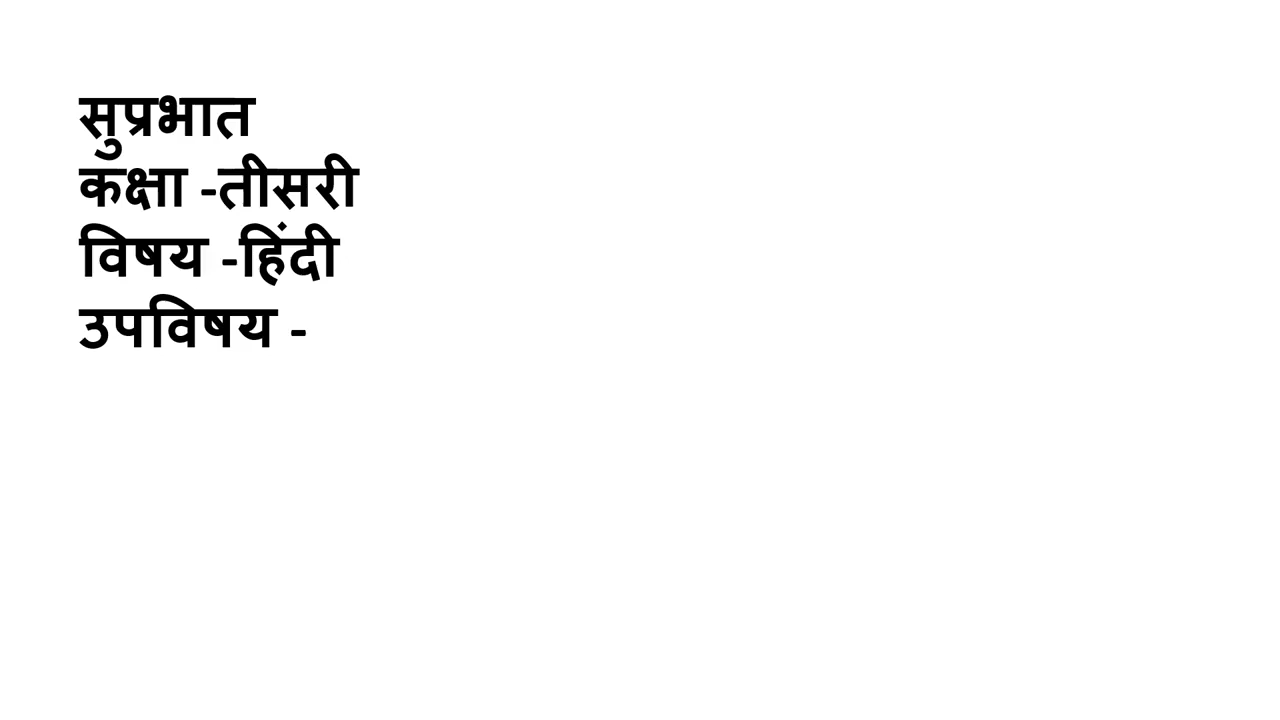 सुप्रभात
कक्षा -तीसरी
विषय -हिंदी
उपविषय -